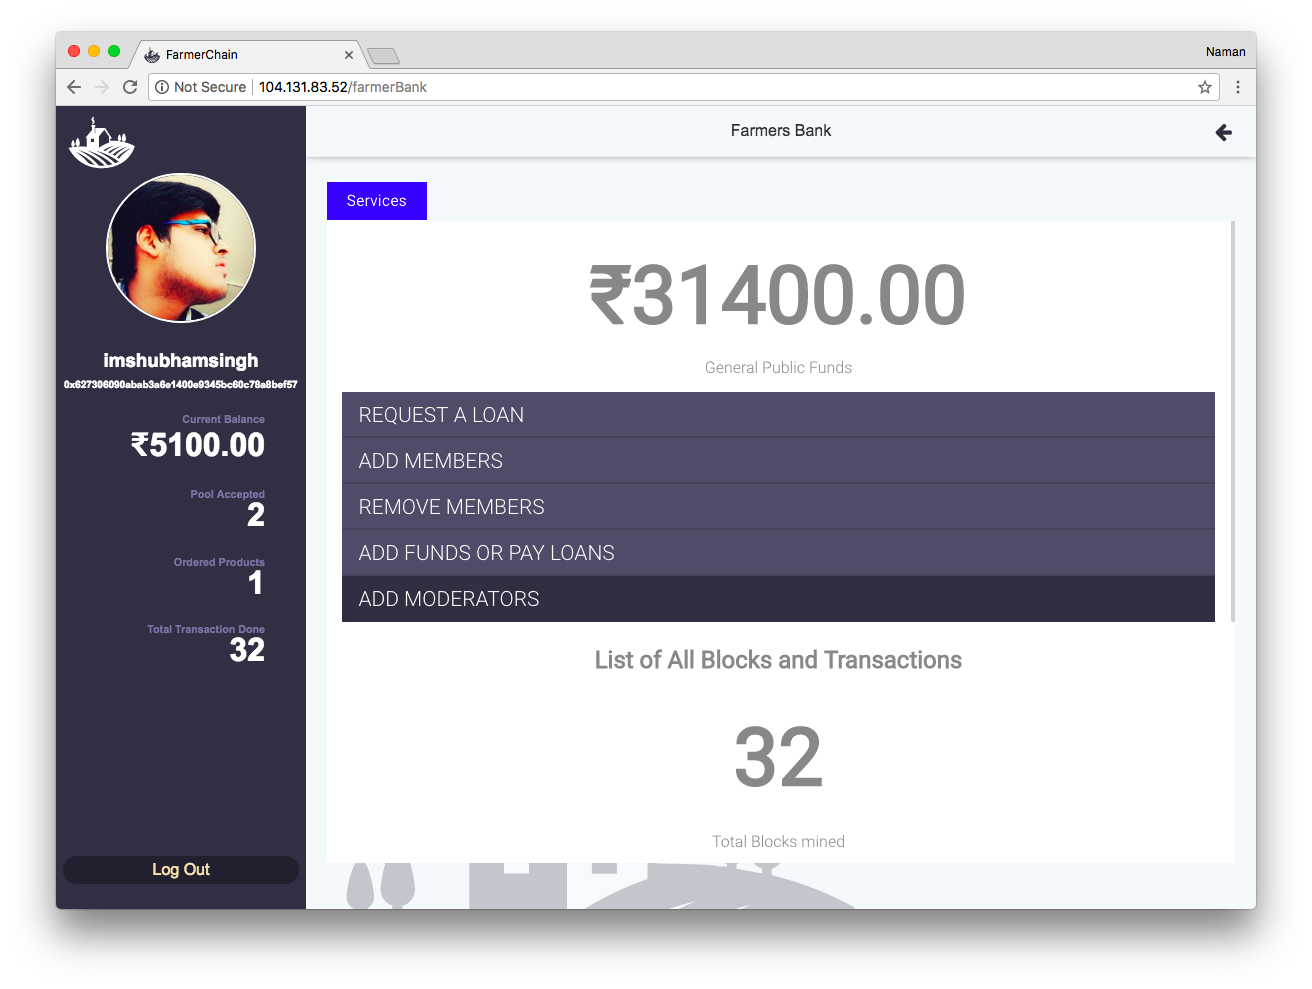 FarmerChain
Naman
Not Secure 104.131.83.52/farmerBank
Farmers Bank
imshubhamsingh
0x627306090abab3a6e1400e9345bc60c78a8bef57
Current Balance
₹5100.00
Pool Accepted
2
Ordered Products
1
Total Transaction Done
32
Log Out
Services
₹31400.00
General Public Funds
REQUEST A LOAN
ADD MEMBERS
REMOVE MEMBERS
ADD FUNDS OR PAY LOANS
ADD MODERATORS
List of All Blocks and Transactions
32
Total Blocks mined